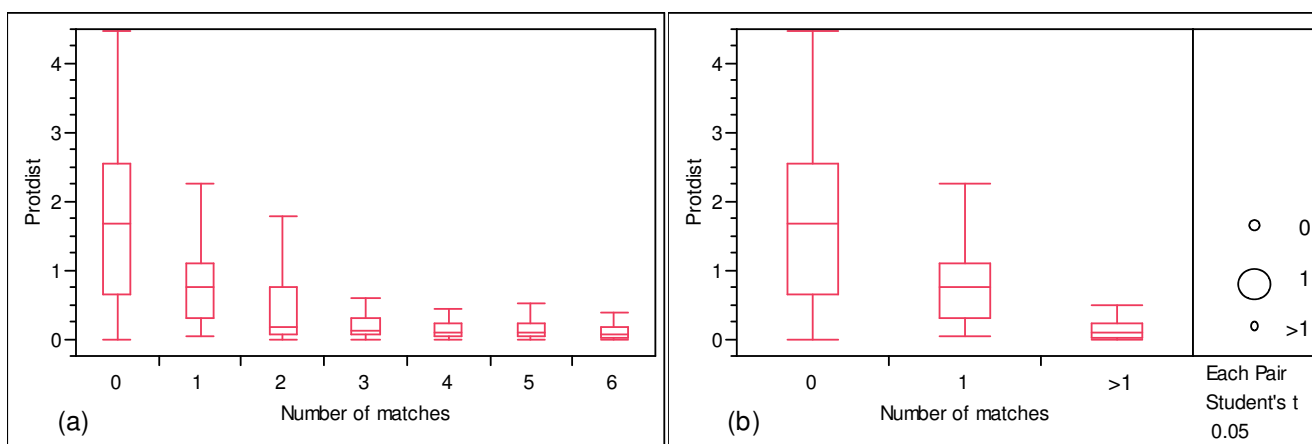 4
3
2
1
0
Protdist
0 1 2 3 4 5 6
Number of matches
(a)
4
3
2
1
0
Protdist
0 1 >1
Number of matches
(b)
0
1
>1
Each Pair
Student's t
0.05